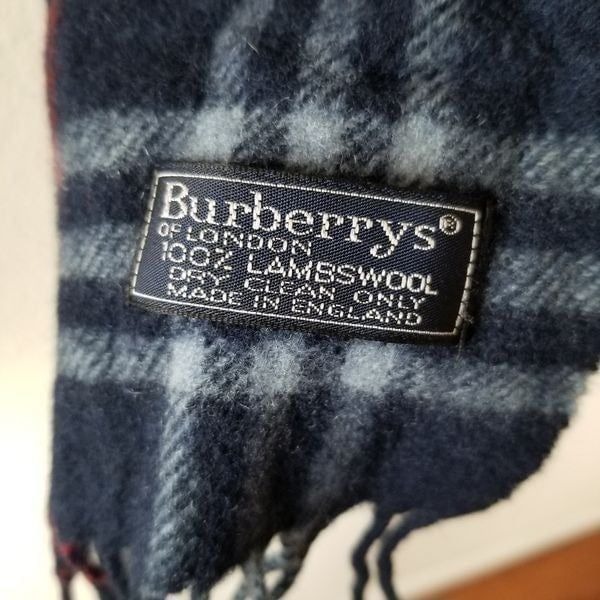 Burberrys®
OF LONDON
100% LAMBSWOOL
DRY CLEAN ONLY
MADE IN ENGLAND